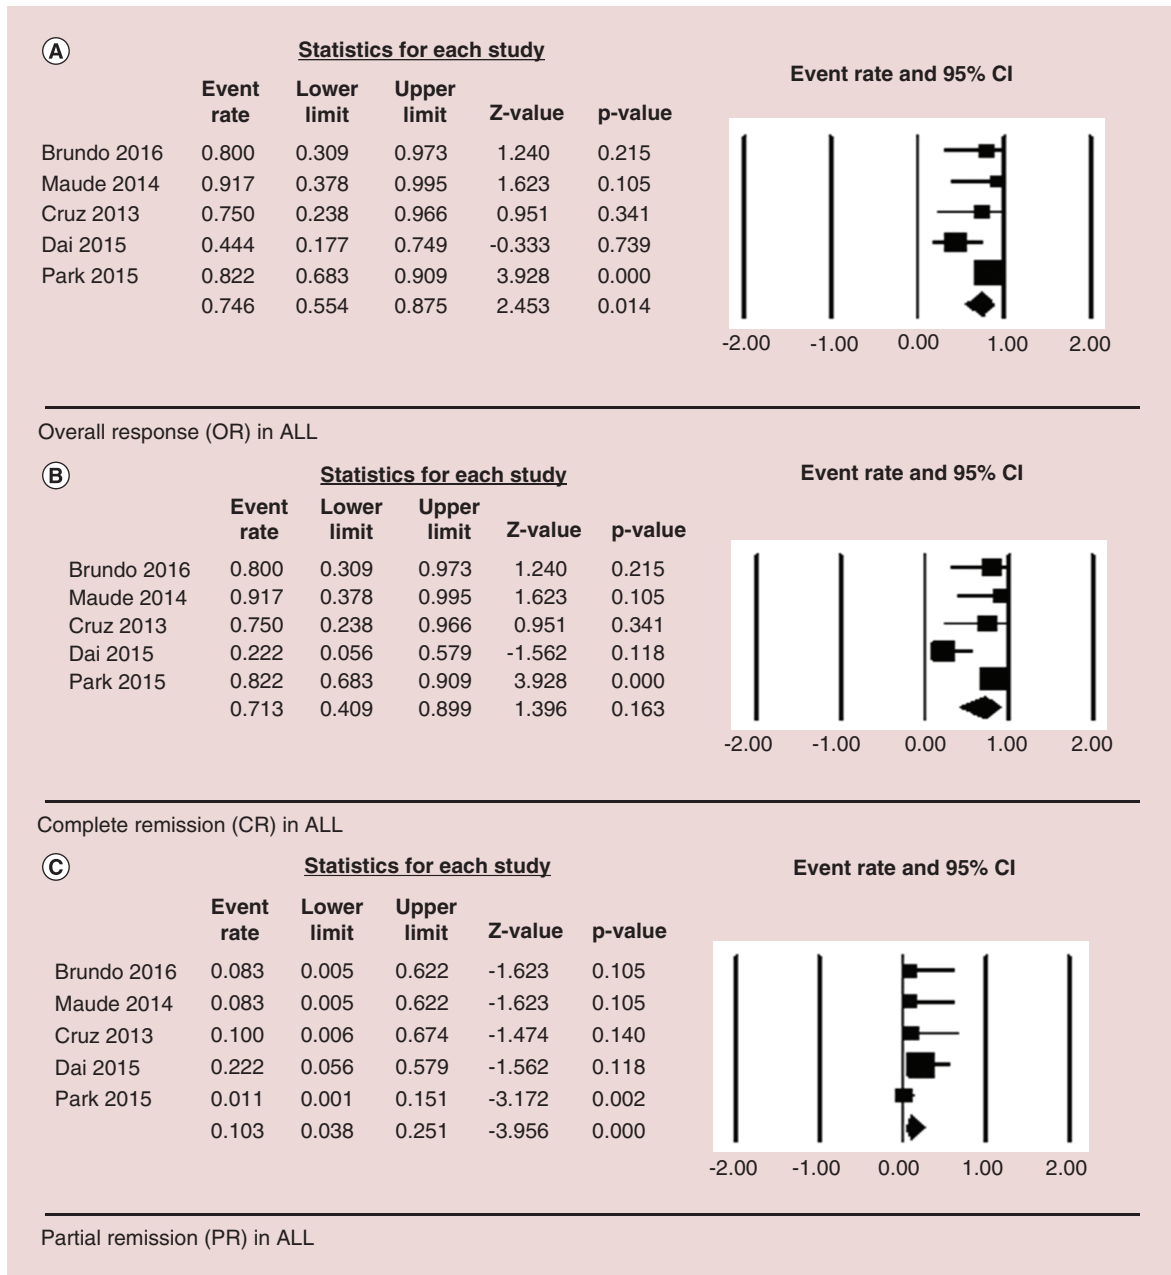 A
Statistics for each study
Event rate and 95% CI
Event rate Lower limit Upper limit Z-value p-value
Brundo 2016 0.800 0.309 0.973 1.240 0.215
Maude 2014 0.917 0.378 0.995 1.623 0.105
Cruz 2013 0.750 0.238 0.966 0.951 0.341
Dai 2015 0.444 0.177 0.749 -0.333 0.739
Park 2015 0.822 0.683 0.909 3.928 0.000
0.746 0.554 0.875 2.453 0.014
-2.00 -1.00 0.00 1.00 2.00
Overall response (OR) in ALL
B
Statistics for each study
Event rate and 95% CI
Event rate Lower limit Upper limit Z-value p-value
Brundo 2016 0.800 0.309 0.973 1.240 0.215
Maude 2014 0.917 0.378 0.995 1.623 0.105
Cruz 2013 0.750 0.238 0.966 0.951 0.341
Dai 2015 0.222 0.056 0.579 -1.562 0.118
Park 2015 0.822 0.683 0.909 3.928 0.000
0.713 0.409 0.899 1.396 0.163
-2.00 -1.00 0.00 1.00 2.00
Complete remission (CR) in ALL
C
Statistics for each study
Event rate and 95% CI
Event rate Lower limit Upper limit Z-value p-value
Brundo 2016 0.083 0.005 0.622 -1.623 0.105
Maude 2014 0.083 0.005 0.622 -1.623 0.105
Cruz 2013 0.100 0.006 0.674 -1.474 0.140
Dai 2015 0.222 0.056 0.579 -1.562 0.118
Park 2015 0.011 0.001 0.151 -3.172 0.002
0.103 0.038 0.251 -3.956 0.000
-2.00 -1.00 0.00 1.00 2.00
Partial remission (PR) in ALL